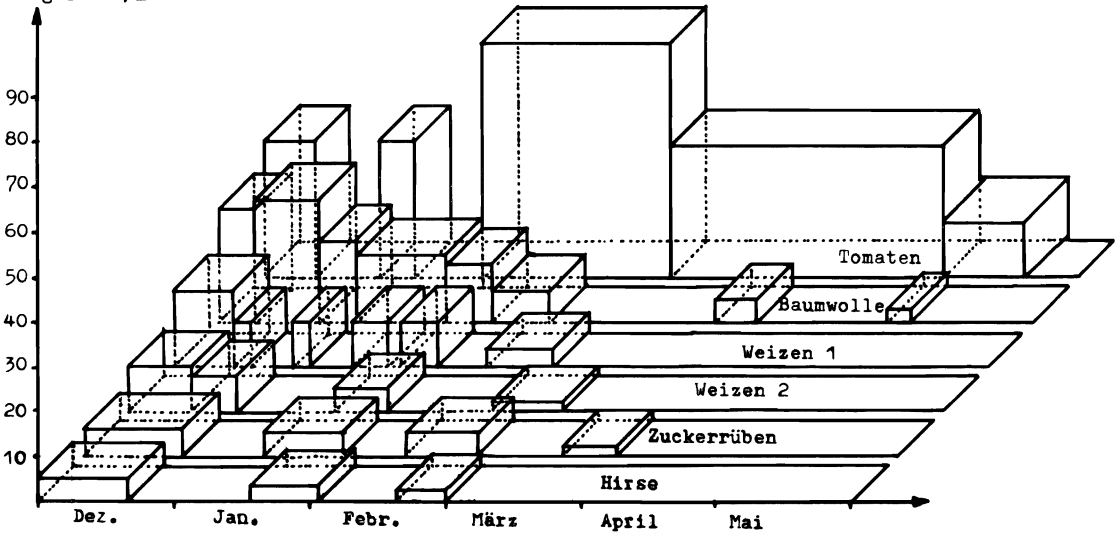 90
80
70
60
50
40
30
20
10
Tomaten
Baumwolle
Weizen 1
Weizen 2
Zuckerrüben
Hirse
Dez. Jan. Febr. März April Mai